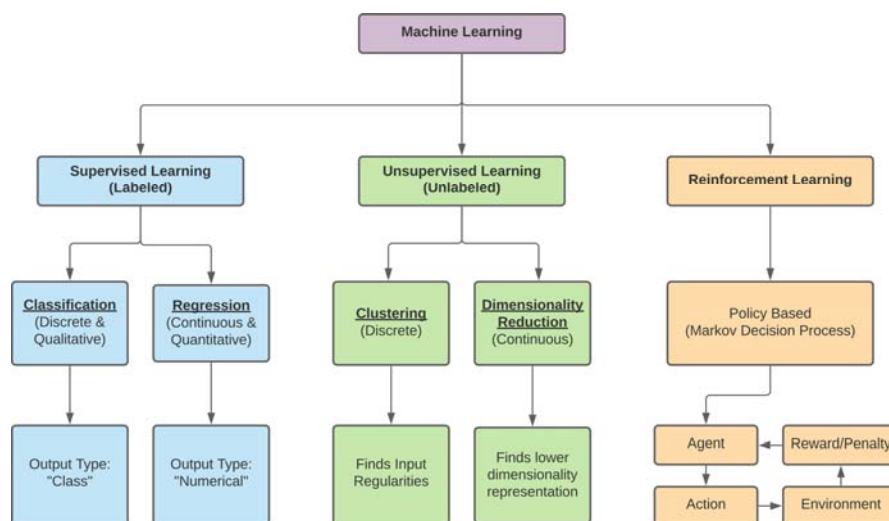 Machine Learning
Supervised Learning
(Labeled)
Unsupervised Learning
(Unlabeled)
Reinforcement Learning
Classification
(Discrete &
Qualitative)
Regression
(Continuous &
Quantitative)
Clustering
(Discrete)
Dimensionality
Reduction
(Continuous)
Policy Based
(Markov Decision Process)
Output Type:
"Class"
Output Type:
"Numerical"
Finds Input
Regularities
Finds lower
dimensionality
representation
Agent
Reward/Penalty
Action
Environment